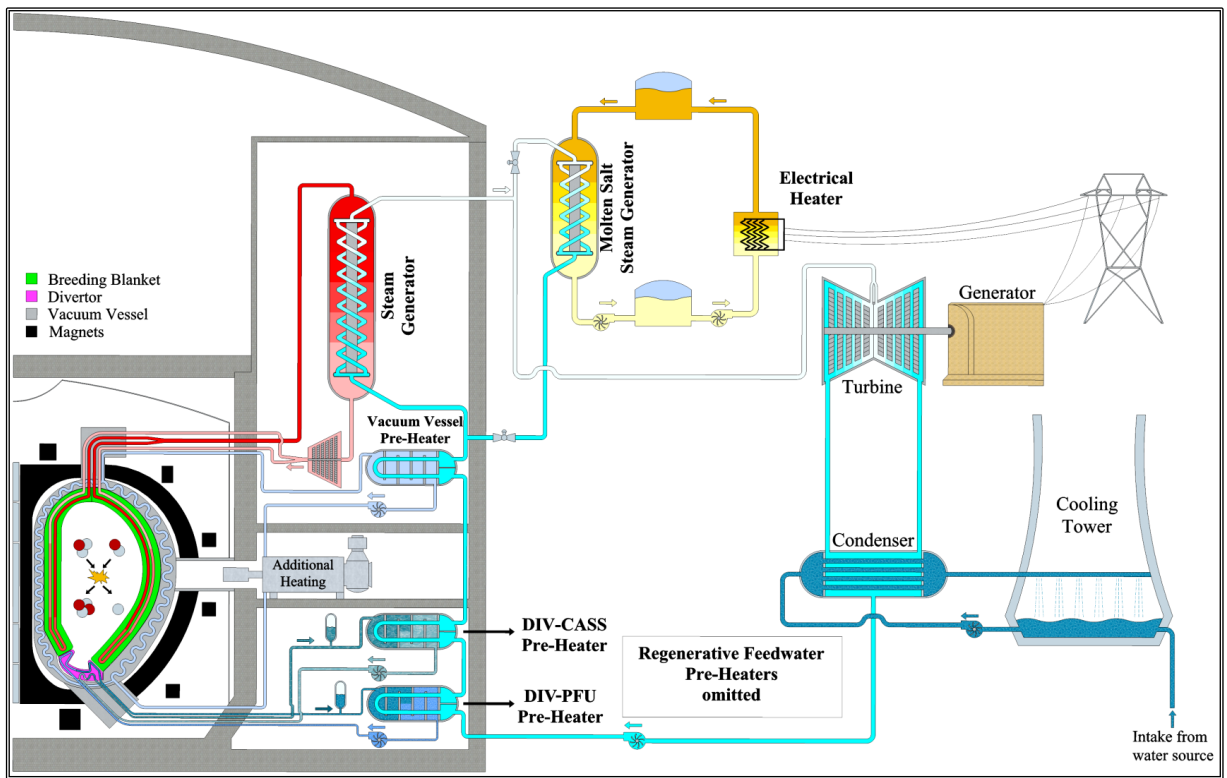 Breeding Blanket
Divertor
Vacuum Vessel
Magnets
Steam
Generator
Vacuum Vessel
Pre-Heater
Additional
Heating
DIV-CASS
Pre-Heater
DIV-PFU
Pre-Heater
Molten Salt
Steam Generator
Electrical
Heater
Generator
Turbine
Condenser
Cooling
Tower
Regenerative Feedwater
Pre-Heaters
omitted
Intake from
water source